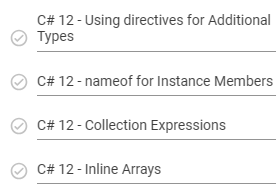 C# 12 - Using directives for Additional
Types
C# 12 - nameof for Instance Members
C# 12 - Collection Expressions
C# 12 - Inline Arrays